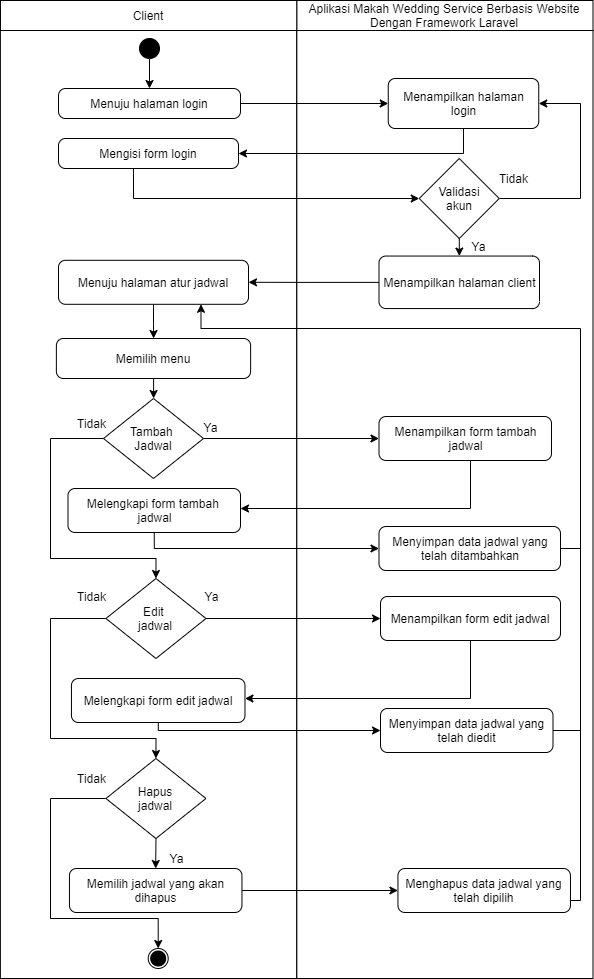 Client
Aplikasi Makah Wedding Service Berbasis Website
Dengan Framework Laravel
Menuju halaman login
Menampilkan halaman
login
Mengisi form login
Validasi
akun
Tidak
Ya
Menuju halaman atur jadwal
Menampilkan halaman client
Memilih menu
Tidak
Tambah
Jadwal
Ya
Menampilkan form tambah
jadwal
Melengkapi form tambah
jadwal
Menyimpan data jadwal yang
telah ditambahkan
Tidak
Edit
jadwal
Ya
Menampilkan form edit jadwal
Melengkapi form edit jadwal
Menyimpan data jadwal yang
telah diedit
Tidak
Hapus
jadwal
Ya
Memilih jadwal yang akan
dihapus
Menghapus data jadwal yang
telah dipilih